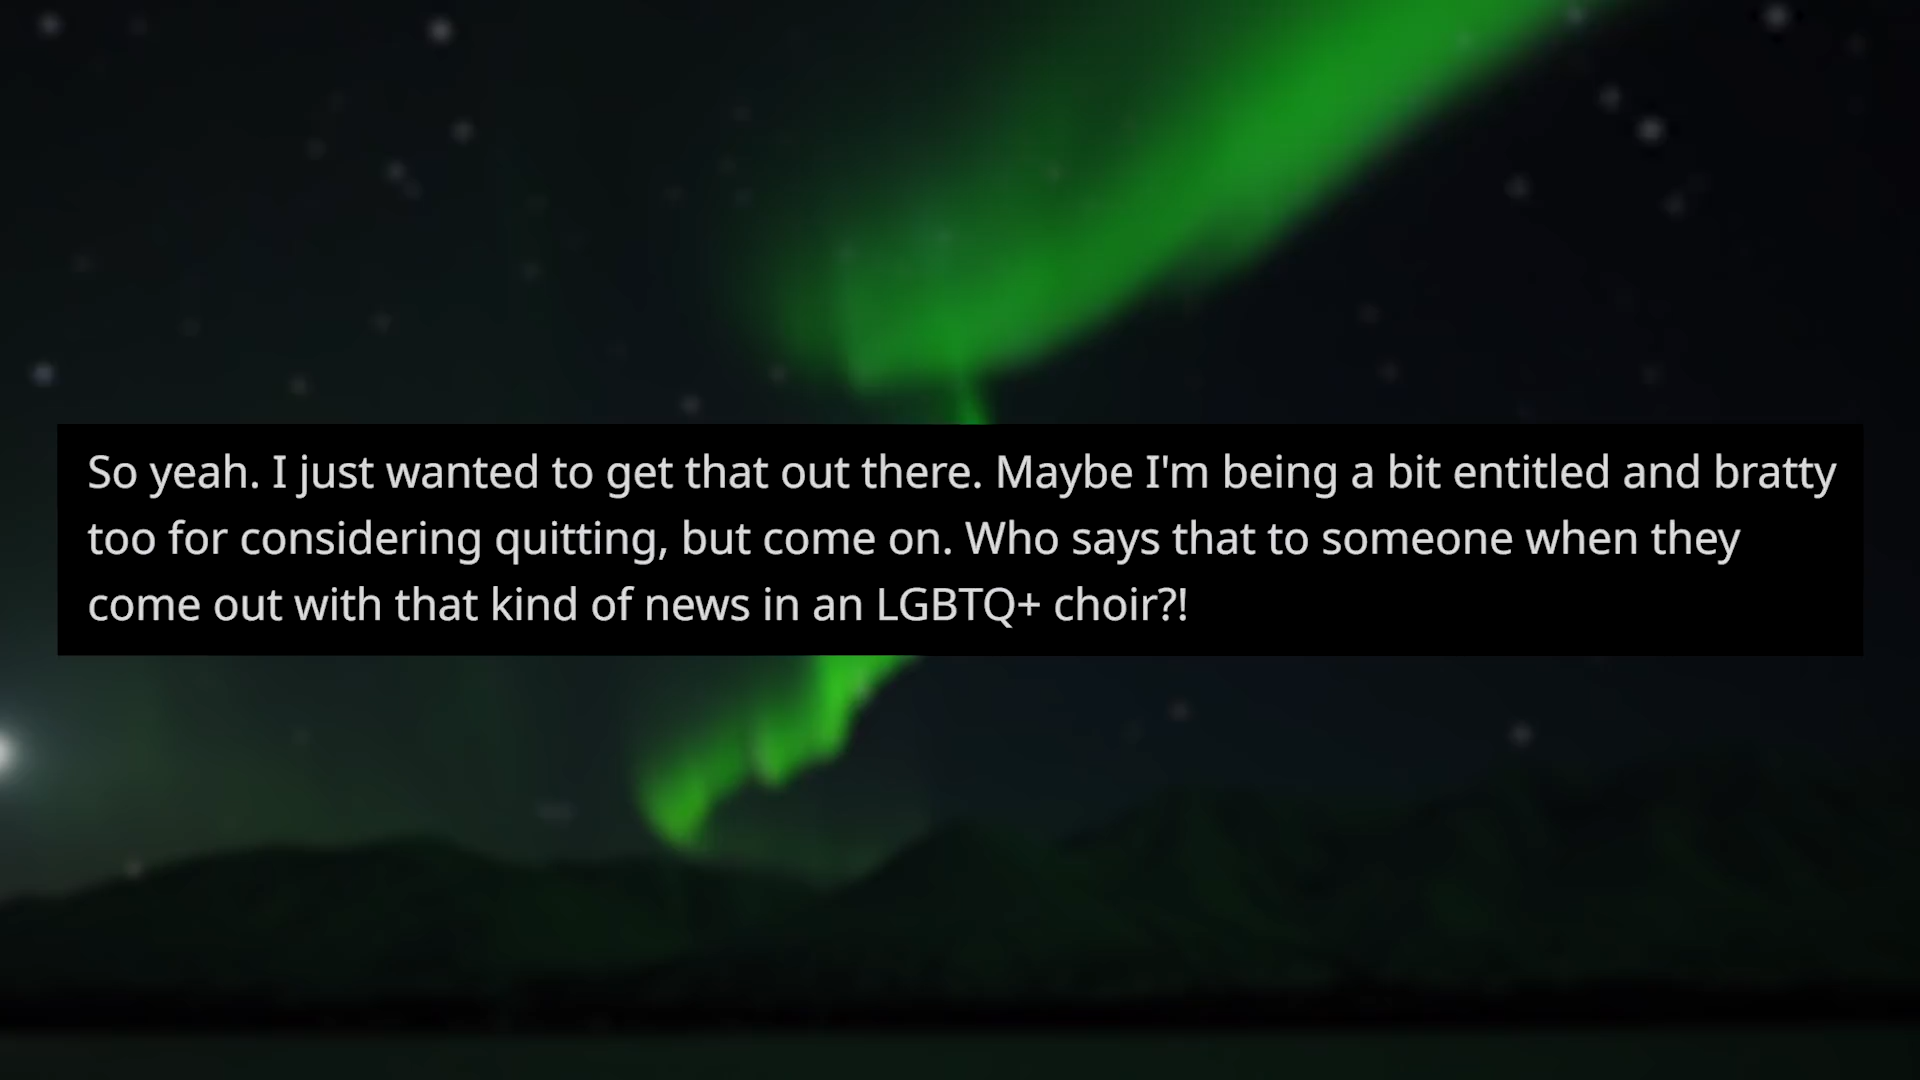 So yeah. I just wanted to get that out there. Maybe I'm being a bit entitled and bratty
too for considering quitting, but come on. Who says that to someone when they
come out with that kind of news in an LGBTQ+ choir?!